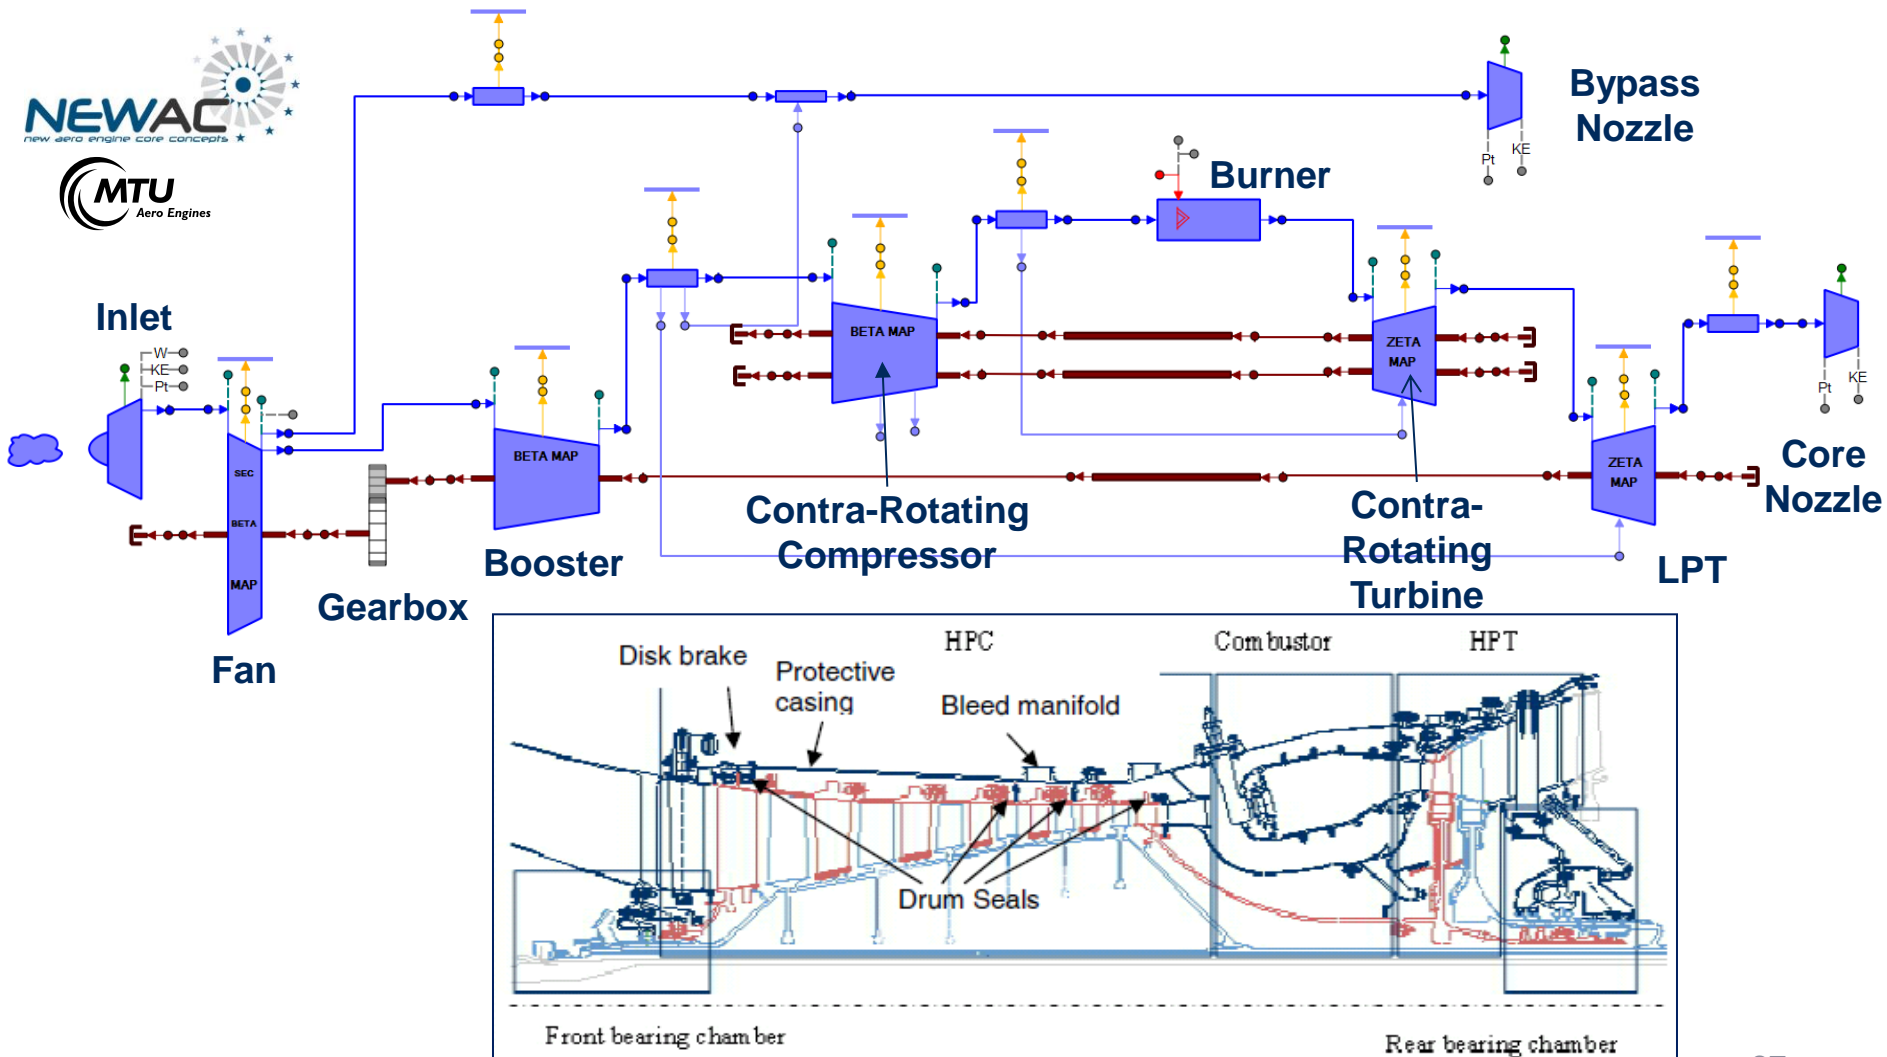 NEWAC
new aero engine core concepts
MTU
Aero Engines
Bypass
Nozzle
Pt
KE
Burner
Inlet
W
KE
Pt
SEC
BETA
MAP
BETA MAP
BETA MAP
ZETA
MAP
ZETA
MAP
Pt
KE
Core
Nozzle
Contra-Rotating
Compressor
Contra-
Rotating
Turbine
Booster
LPT
Gearbox
Fan
HPC
Combustor
HPT
Disk brake
Protective
casing
Bleed manifold
Drum Seals
Front bearing chamber
Rear bearing chamber